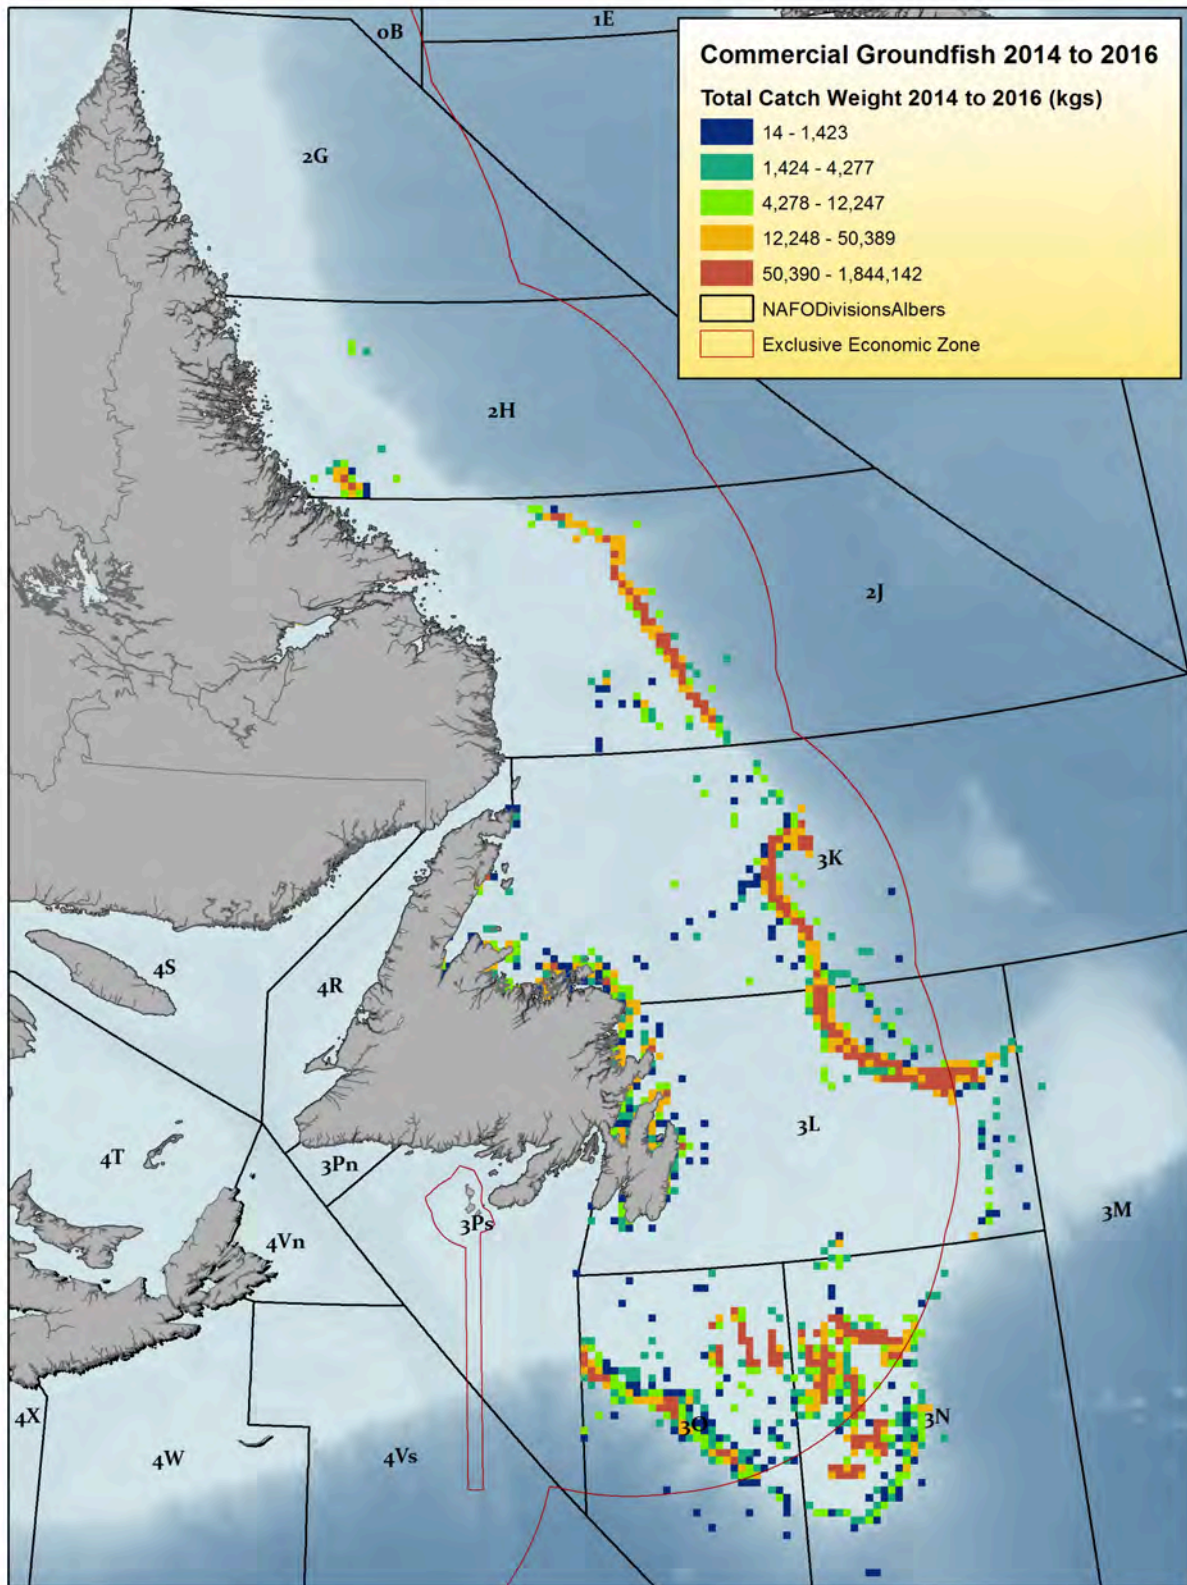 0B
1E
Commercial Groundfish 2014 to 2016
Total Catch Weight 2014 to 2016 (kgs)
14 - 1,423
1,424 - 4,277
4,278 - 12,247
12,248 - 50,389
50,390 - 1,844,142
NAFODivisionsAlbers
Exclusive Economic Zone
2G
2H
2J
3K
4S
4R
3L
4T
3Pn
3M
3Ps
4Vn
4X
3O
3N
4W
4Vs